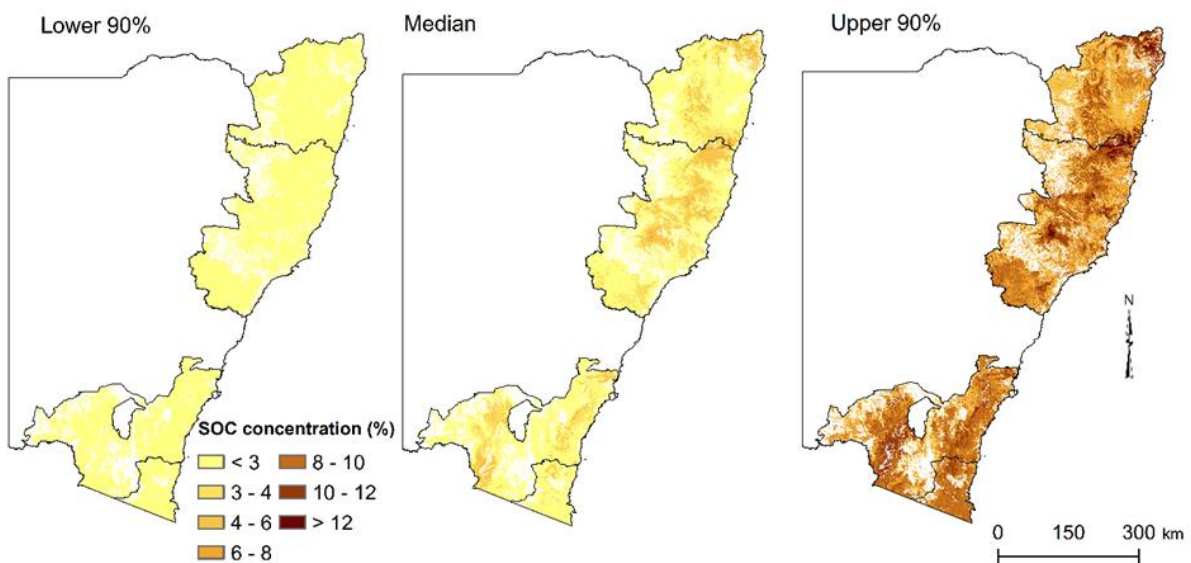 Lower 90%
Median
Upper 90%
N
SOC concentration (%)
< 3
8 - 10
3 - 4
10 - 12
4 - 6
> 12
6 - 8
0 150 300 km